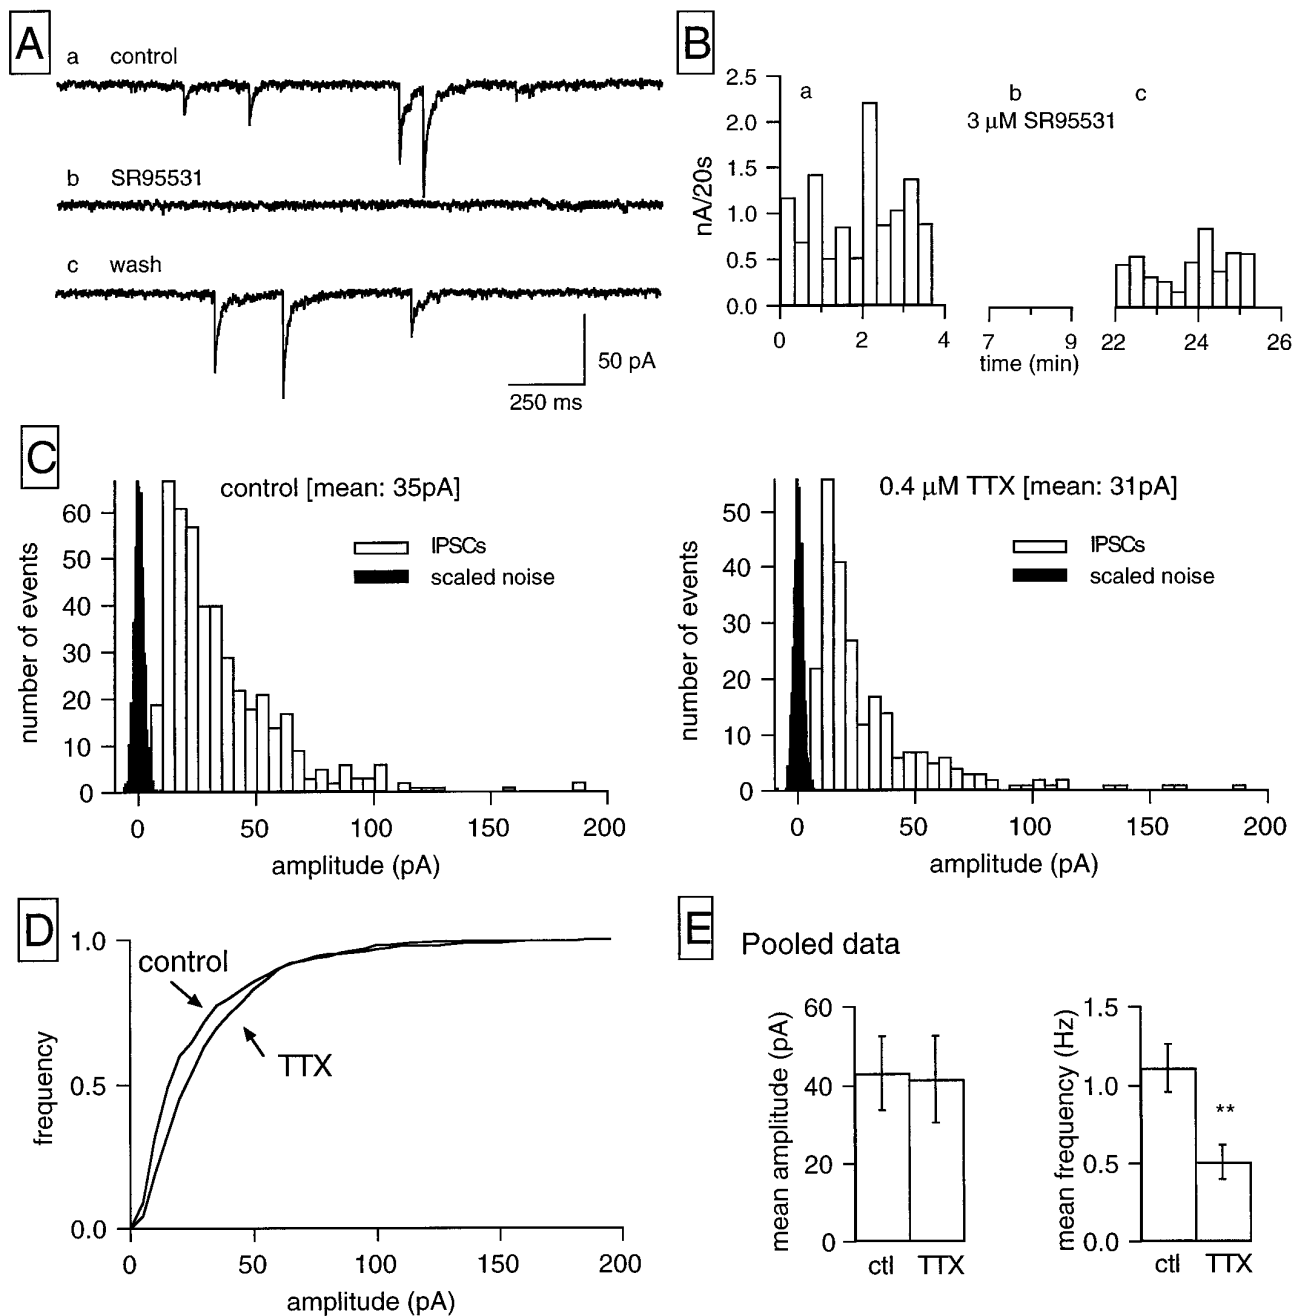 A
a control
b SR95531
c wash
50 pA
250 ms
B
2.5
2.0
1.5
1.0
0.5
0.0
nA/20s
a b c
3 µM SR95531
0 2 4 7 9 22 24 26
time (min)
C
control [mean: 35pA]
IPSCs
scaled noise
number of events
60
50
40
30
20
10
0
0 50 100 150 200
amplitude (pA)
0.4 µM TTX [mean: 31pA]
IPSCs
scaled noise
number of events
50
40
30
20
10
0
0 50 100 150 200
amplitude (pA)
D
1.0
0.5
0.0
frequency
control
TTX
0 50 100 150 200
amplitude (pA)
E
Pooled data
mean amplitude (pA)
60
40
20
0
ctl TTX
mean frequency (Hz)
1.5
1.0
0.5
0.0
**
ctl TTX